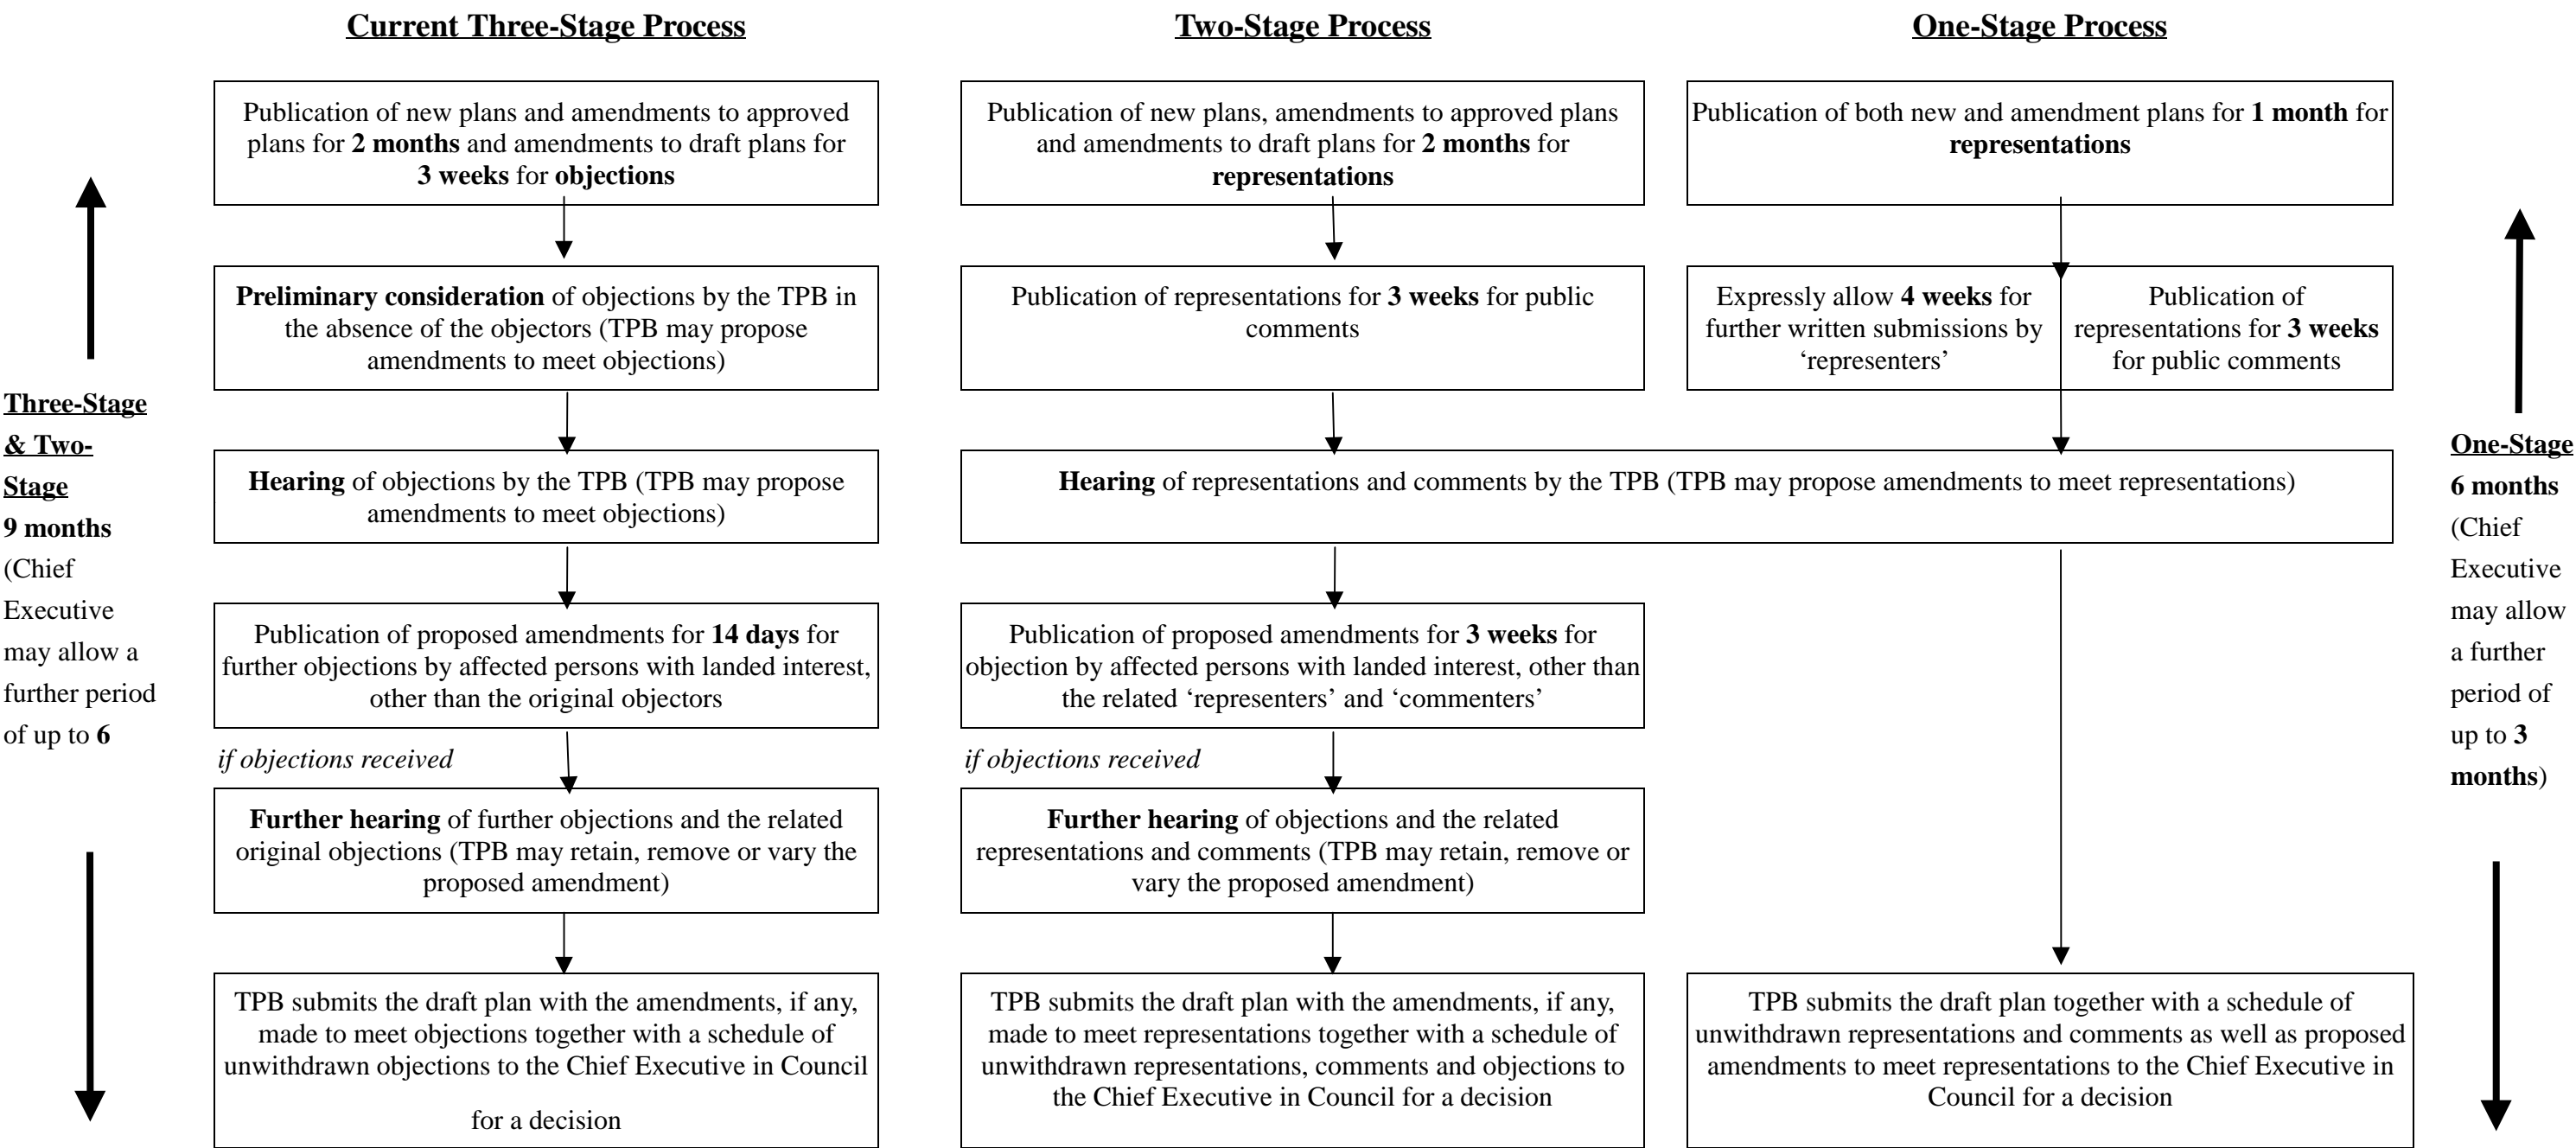 Current Three-Stage Process
Two-Stage Process
One-Stage Process
Publication of new plans and amendments to approved
plans for 2 months and amendments to draft plans for
3 weeks for objections
Publication of new plans, amendments to approved plans
and amendments to draft plans for 2 months for
representations
Publication of both new and amendment plans for 1 month for
representations
Preliminary consideration of objections by the TPB in
the absence of the objectors (TPB may propose
amendments to meet objections)
Publication of representations for 3 weeks for public
comments
Expressly allow 4 weeks for
further written submissions by
‘representers’
Publication of
representations for 3 weeks
for public comments
Three-Stage
& Two-
Stage
9 months
(Chief
Executive
may allow a
further period
of up to 6
Hearing of objections by the TPB (TPB may propose
amendments to meet objections)
Hearing of representations and comments by the TPB (TPB may propose amendments to meet representations)
One-Stage
6 months
(Chief
Executive
may allow
a further
period of
up to 3
months)
Publication of proposed amendments for 14 days for
further objections by affected persons with landed interest,
other than the original objectors
Publication of proposed amendments for 3 weeks for
objection by affected persons with landed interest, other than
the related ‘representers’ and ‘commenters’
if objections received
if objections received
Further hearing of further objections and the related
original objections (TPB may retain, remove or vary the
proposed amendment)
Further hearing of objections and the related
representations and comments (TPB may retain, remove or
vary the proposed amendment)
TPB submits the draft plan with the amendments, if any,
made to meet objections together with a schedule of
unwithdrawn objections to the Chief Executive in Council
for a decision
TPB submits the draft plan with the amendments, if any,
made to meet representations together with a schedule of
unwithdrawn representations, comments and objections to
the Chief Executive in Council for a decision
TPB submits the draft plan together with a schedule of
unwithdrawn representations and comments as well as proposed
amendments to meet representations to the Chief Executive in
Council for a decision